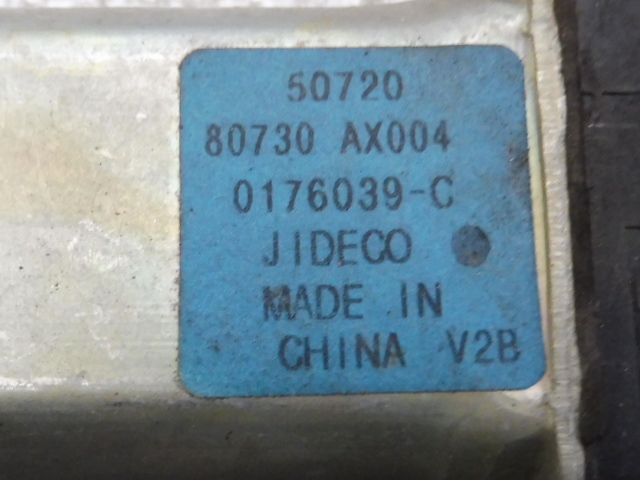 50720
80730 AX004
0176039-C
JIDECO
MADE IN
CHINA V2B